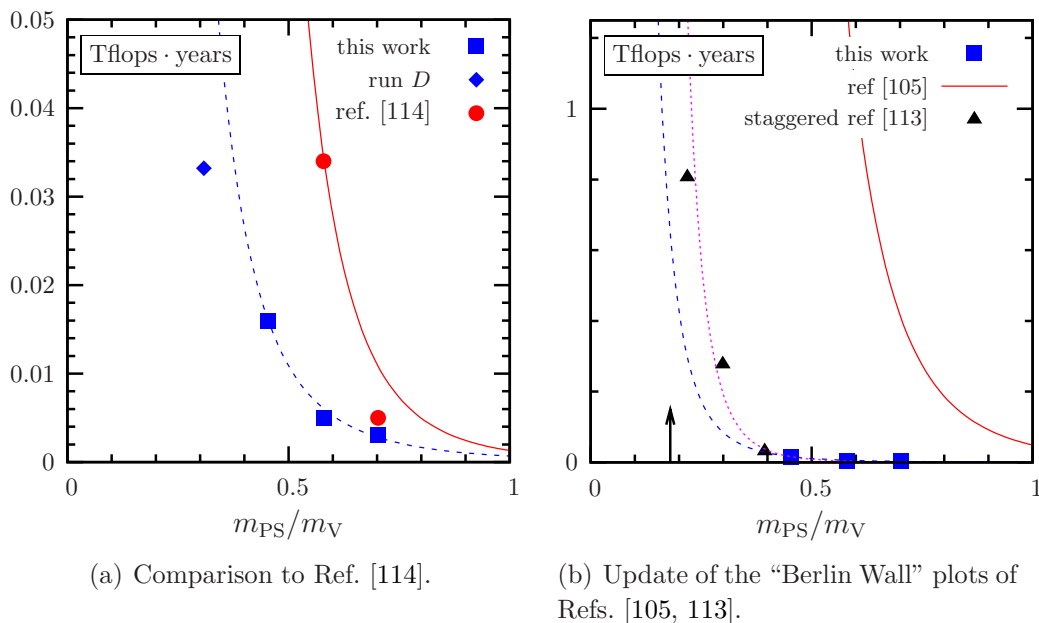 0.05
0.04
0.03
0.02
0.01
0
0
0.5
1
Tflops · years
this work
run D
ref. [114]
m_PS/m_V
(a) Comparison to Ref. [114].
1
0
0
0.5
1
Tflops · years
this work
ref [105]
staggered ref [113]
m_PS/m_V
(b) Update of the “Berlin Wall” plots of
Refs. [105, 113].